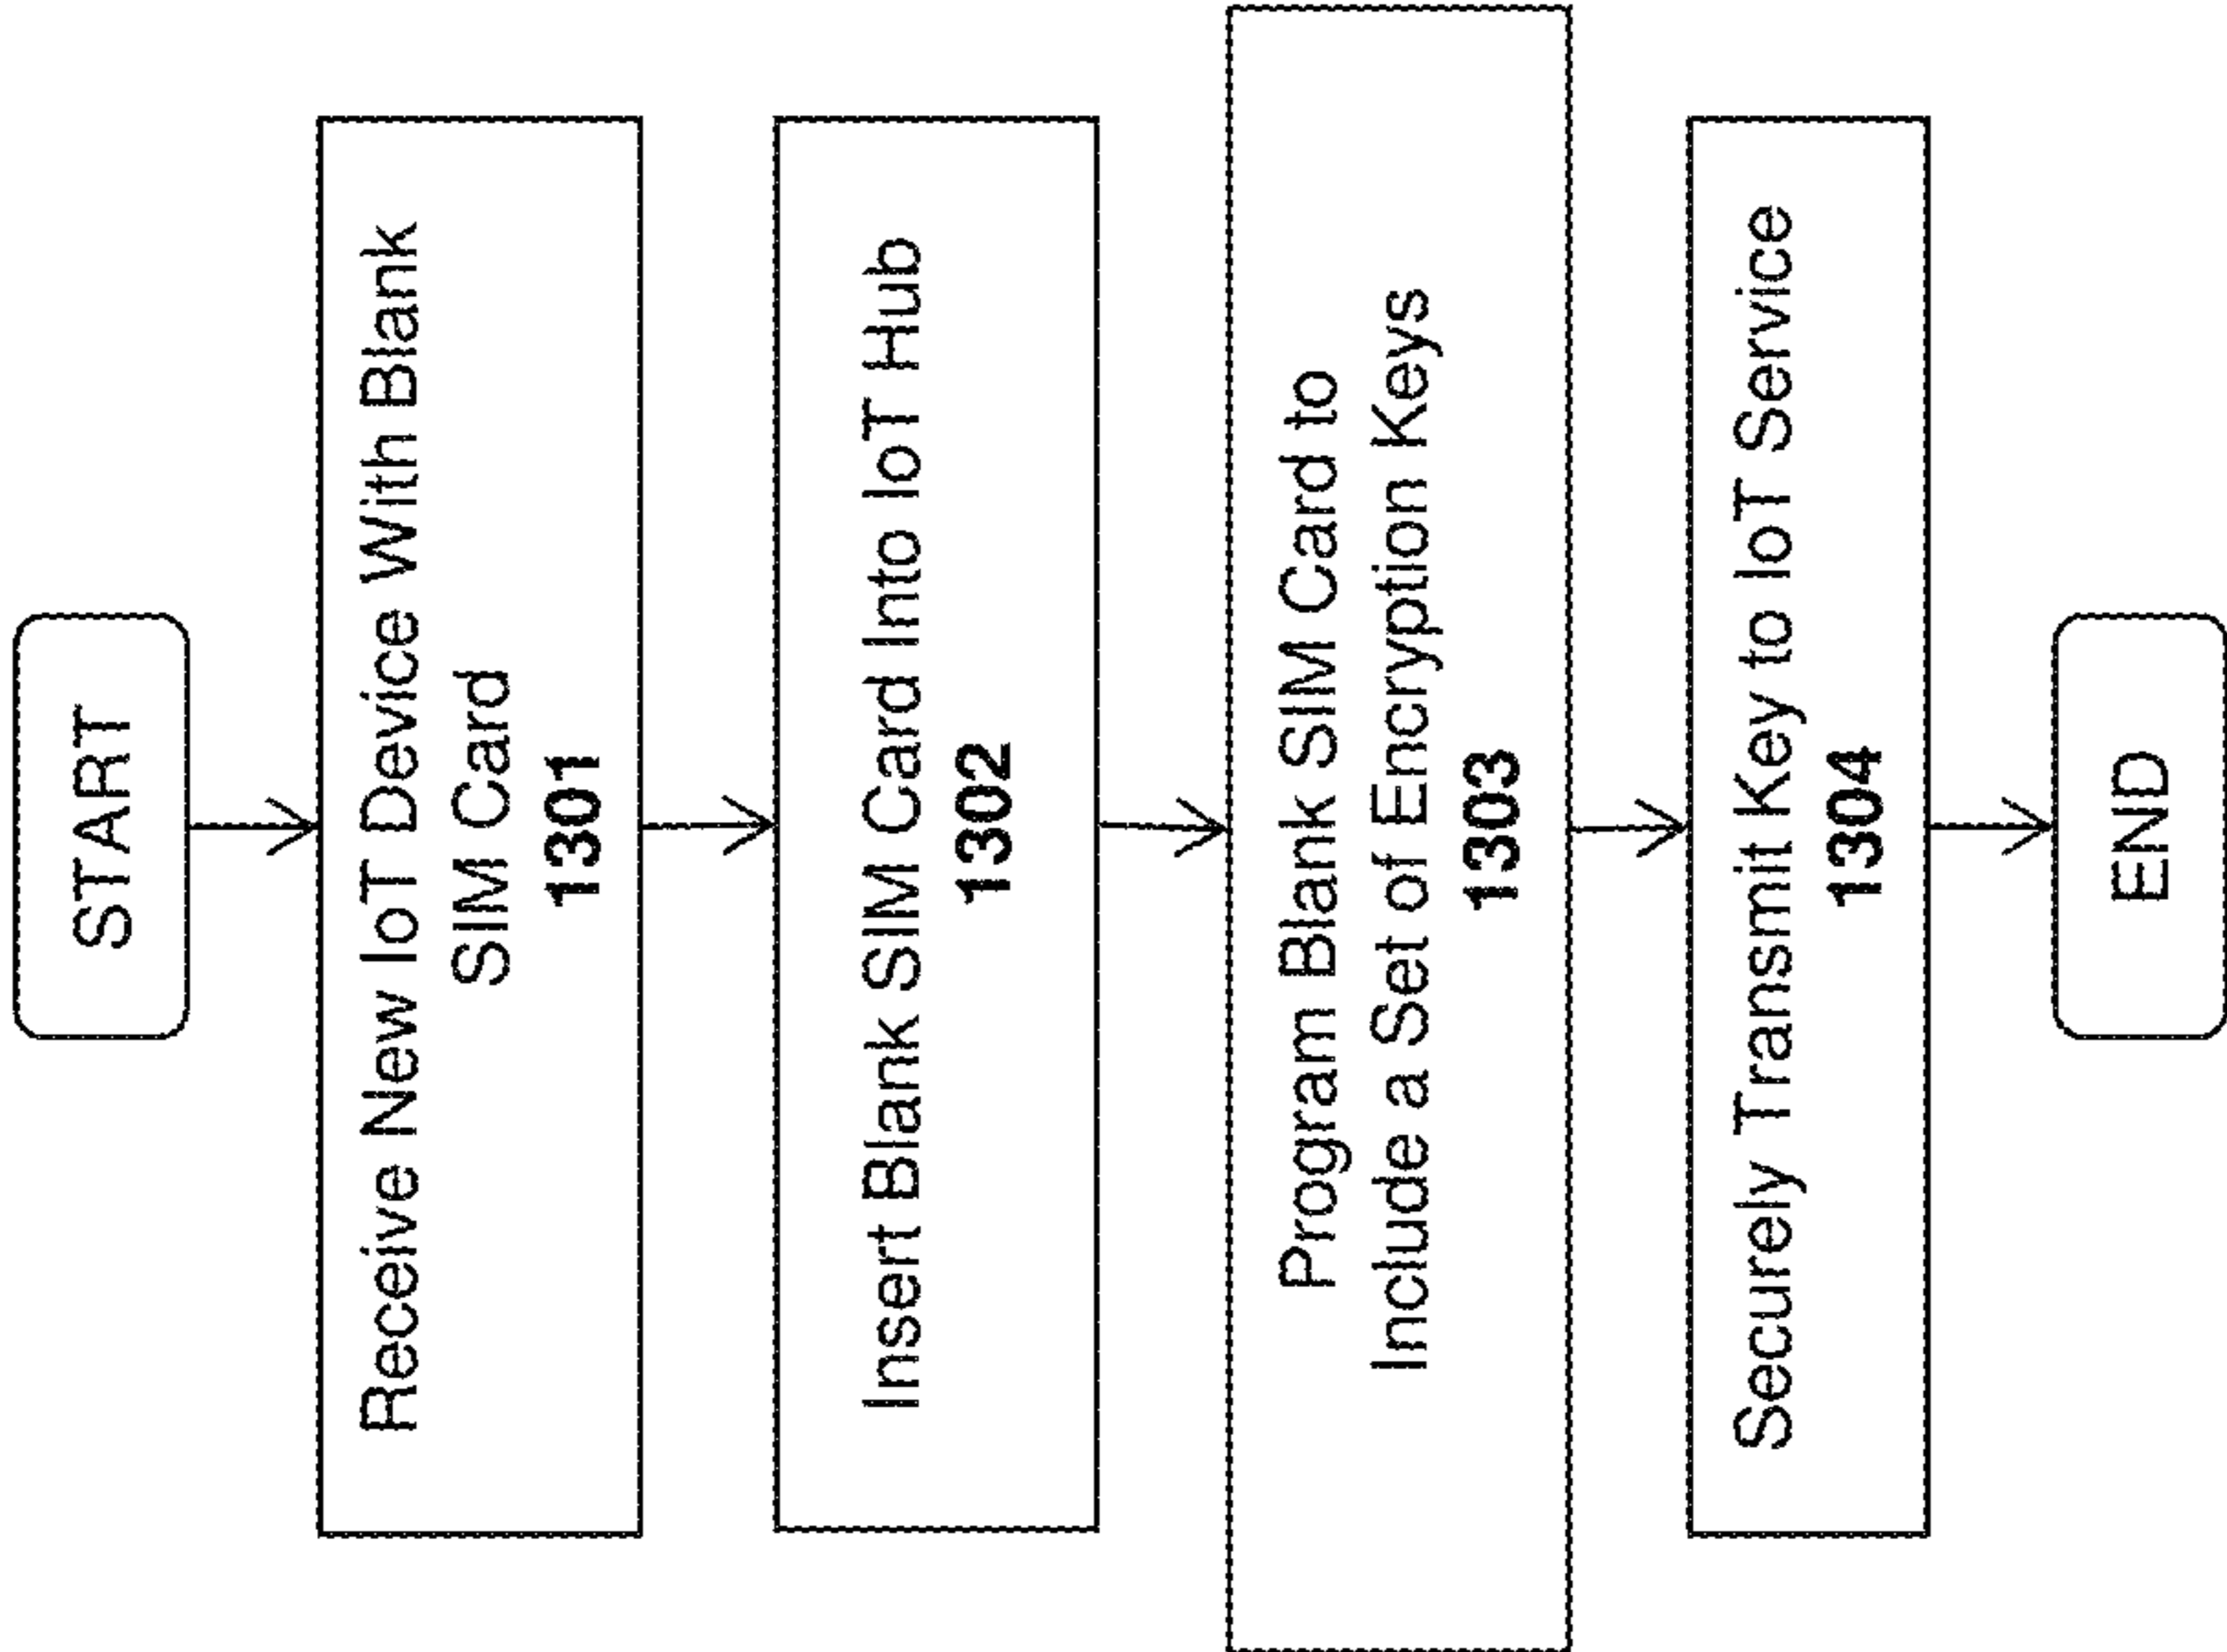 START
Receive New IoT Device With Blank
SIM Card
1301
Insert Blank SIM Card Into IoT Hub
1302
Program Blank SIM Card to
Include a Set of Encryption Keys
1303
Securely Transmit Key to IoT Service
1304
END